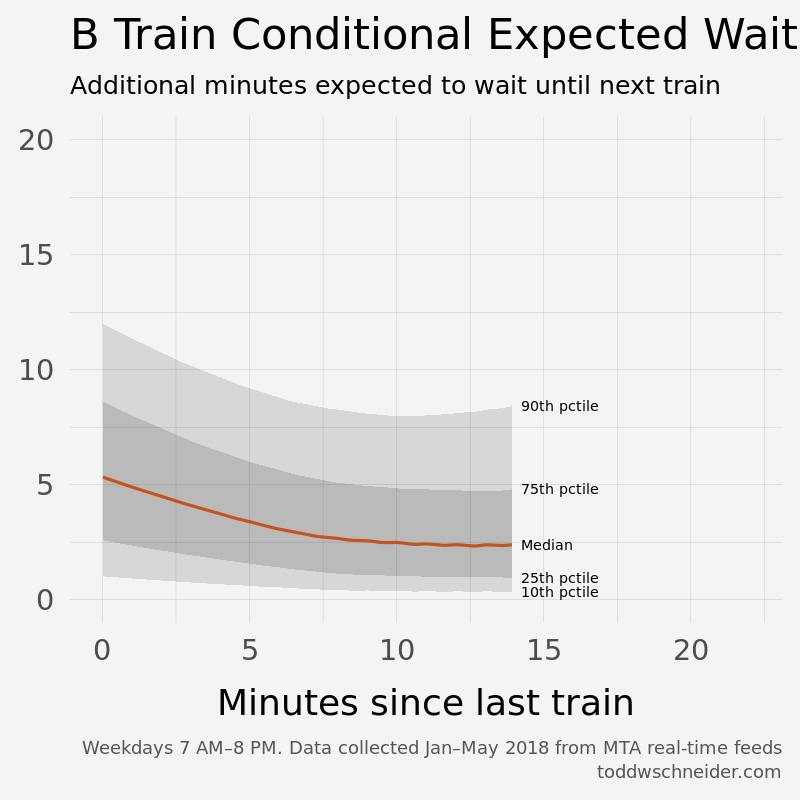 B Train Conditional Expected Wait
Additional minutes expected to wait until next train
20
15
10
5
0
90th pctile
75th pctile
Median
25th pctile
10th pctile
0 5 10 15 20
Minutes since last train
Weekdays 7 AM–8 PM. Data collected Jan–May 2018 from MTA real-time feeds
toddwschneider.com